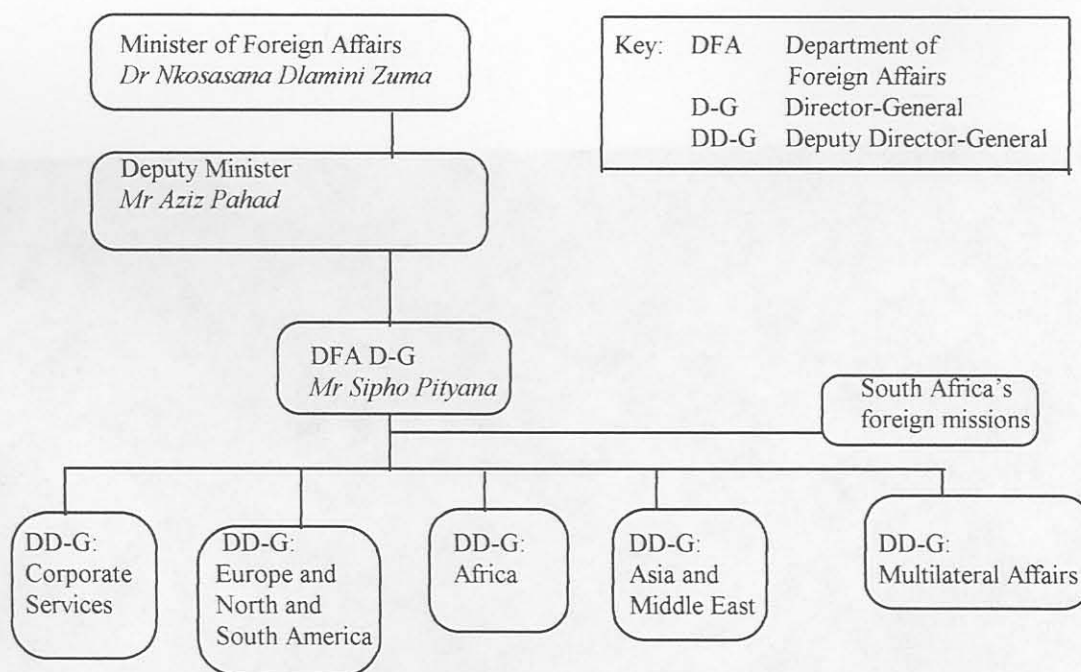 Minister of Foreign Affairs
Dr Nkosasana Dlamini Zuma
Key: DFA Department of
Foreign Affairs
D-G Director-General
DD-G Deputy Director-General
Deputy Minister
Mr Aziz Pahad
DFA D-G
Mr Sipho Pityana
South Africa's
foreign missions
DD-G:
Corporate
Services
DD-G:
Europe and
North and
South America
DD-G:
Africa
DD-G:
Asia and
Middle East
DD-G:
Multilateral Affairs